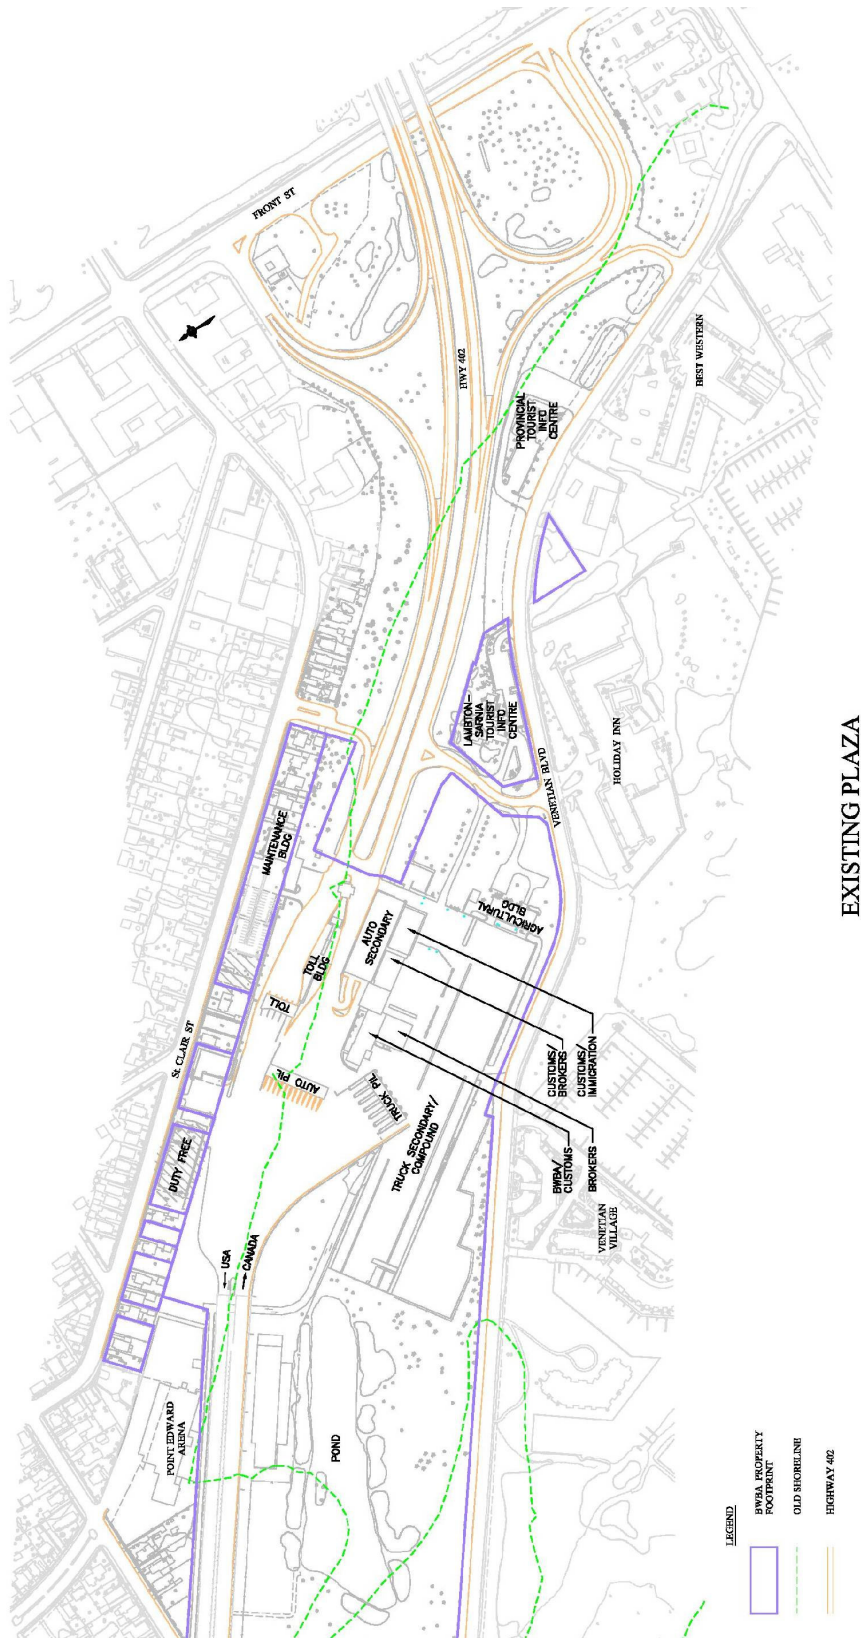 FRONT ST
HWY 402
BEST WESTERN
PROVINCIAL
TOURIST
INFO
CENTRE
LAMBTON-
SARNIA
TOURIST
INFO
CENTRE
VENETIAN BLVD
HOLIDAY INN
MAINTENANCE
BLDG
AGRICULTURAL
BLDG
AUTO
SECONDARY
TOLL
BLDG
TOLL
St. CLAIR ST
AUTO PIL
TRUCK PIL
TRUCK SECONDARY/
COMPOUND
CUSTOMS/
BROKERS
CUSTOMS/
IMMIGRATION
BWBA/
CUSTOMS
BROKERS
DUTY FREE
VENETIAN
VILLAGE
USA
CANADA
POINT EDWARD
ARENA
POND
EXISTING PLAZA
LEGEND
BWBA PROPERTY
FOOTPRINT
OLD SHORELINE
HIGHWAY 402